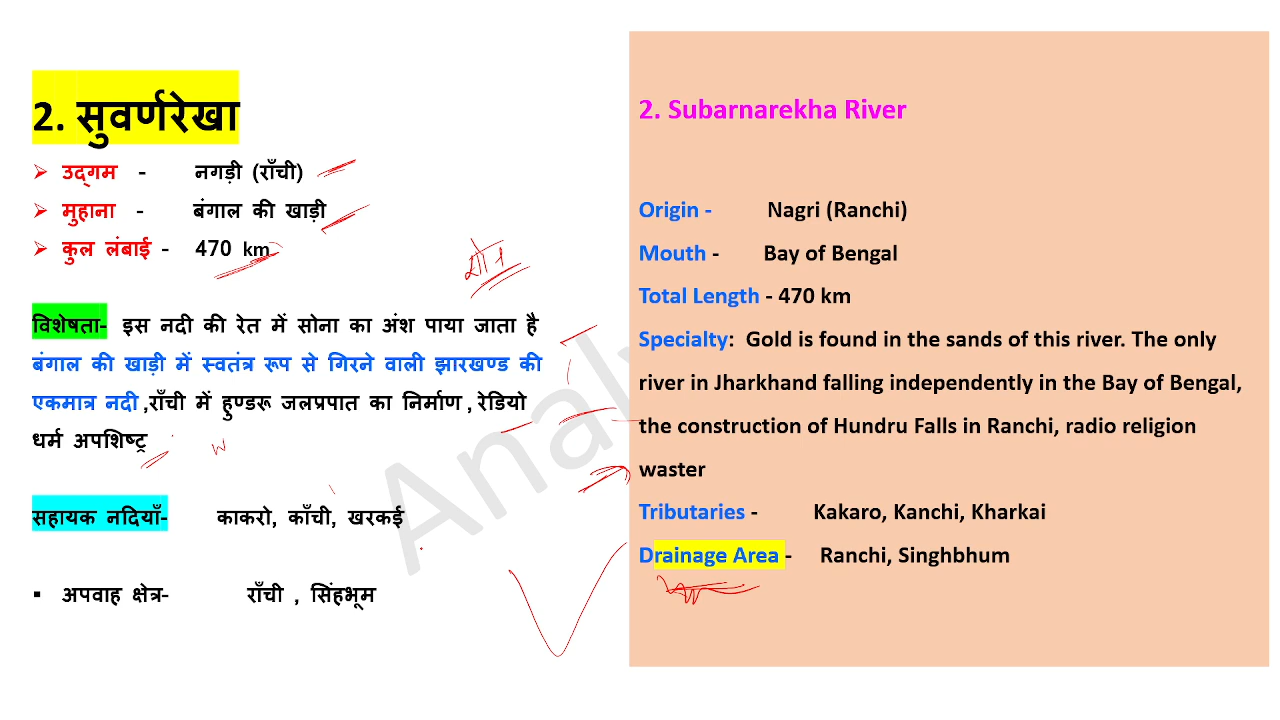 2. सुवर्णरेखा
उद्गम - नगड़ी (राँची)
मुहाना - बंगाल की खाड़ी
कुल लंबाई - 470 km
विशेषता- इस नदी की रेत में सोना का अंश पाया जाता है
बंगाल की खाड़ी में स्वतंत्र रूप से गिरने वाली झारखण्ड की
एकमात्र नदी ,राँची में हुण्डरू जलप्रपात का निर्माण , रेडियो
धर्म अपशिष्ट्र
सहायक नदियाँ- काकरो, काँची, खरकई
अपवाह क्षेत्र- राँची , सिंहभूम
2. Subarnarekha River
Origin - Nagri (Ranchi)
Mouth - Bay of Bengal
Total Length - 470 km
Specialty: Gold is found in the sands of this river. The only
river in Jharkhand falling independently in the Bay of Bengal,
the construction of Hundru Falls in Ranchi, radio religion
waster
Tributaries - Kakaro, Kanchi, Kharkai
Drainage Area - Ranchi, Singhbhum